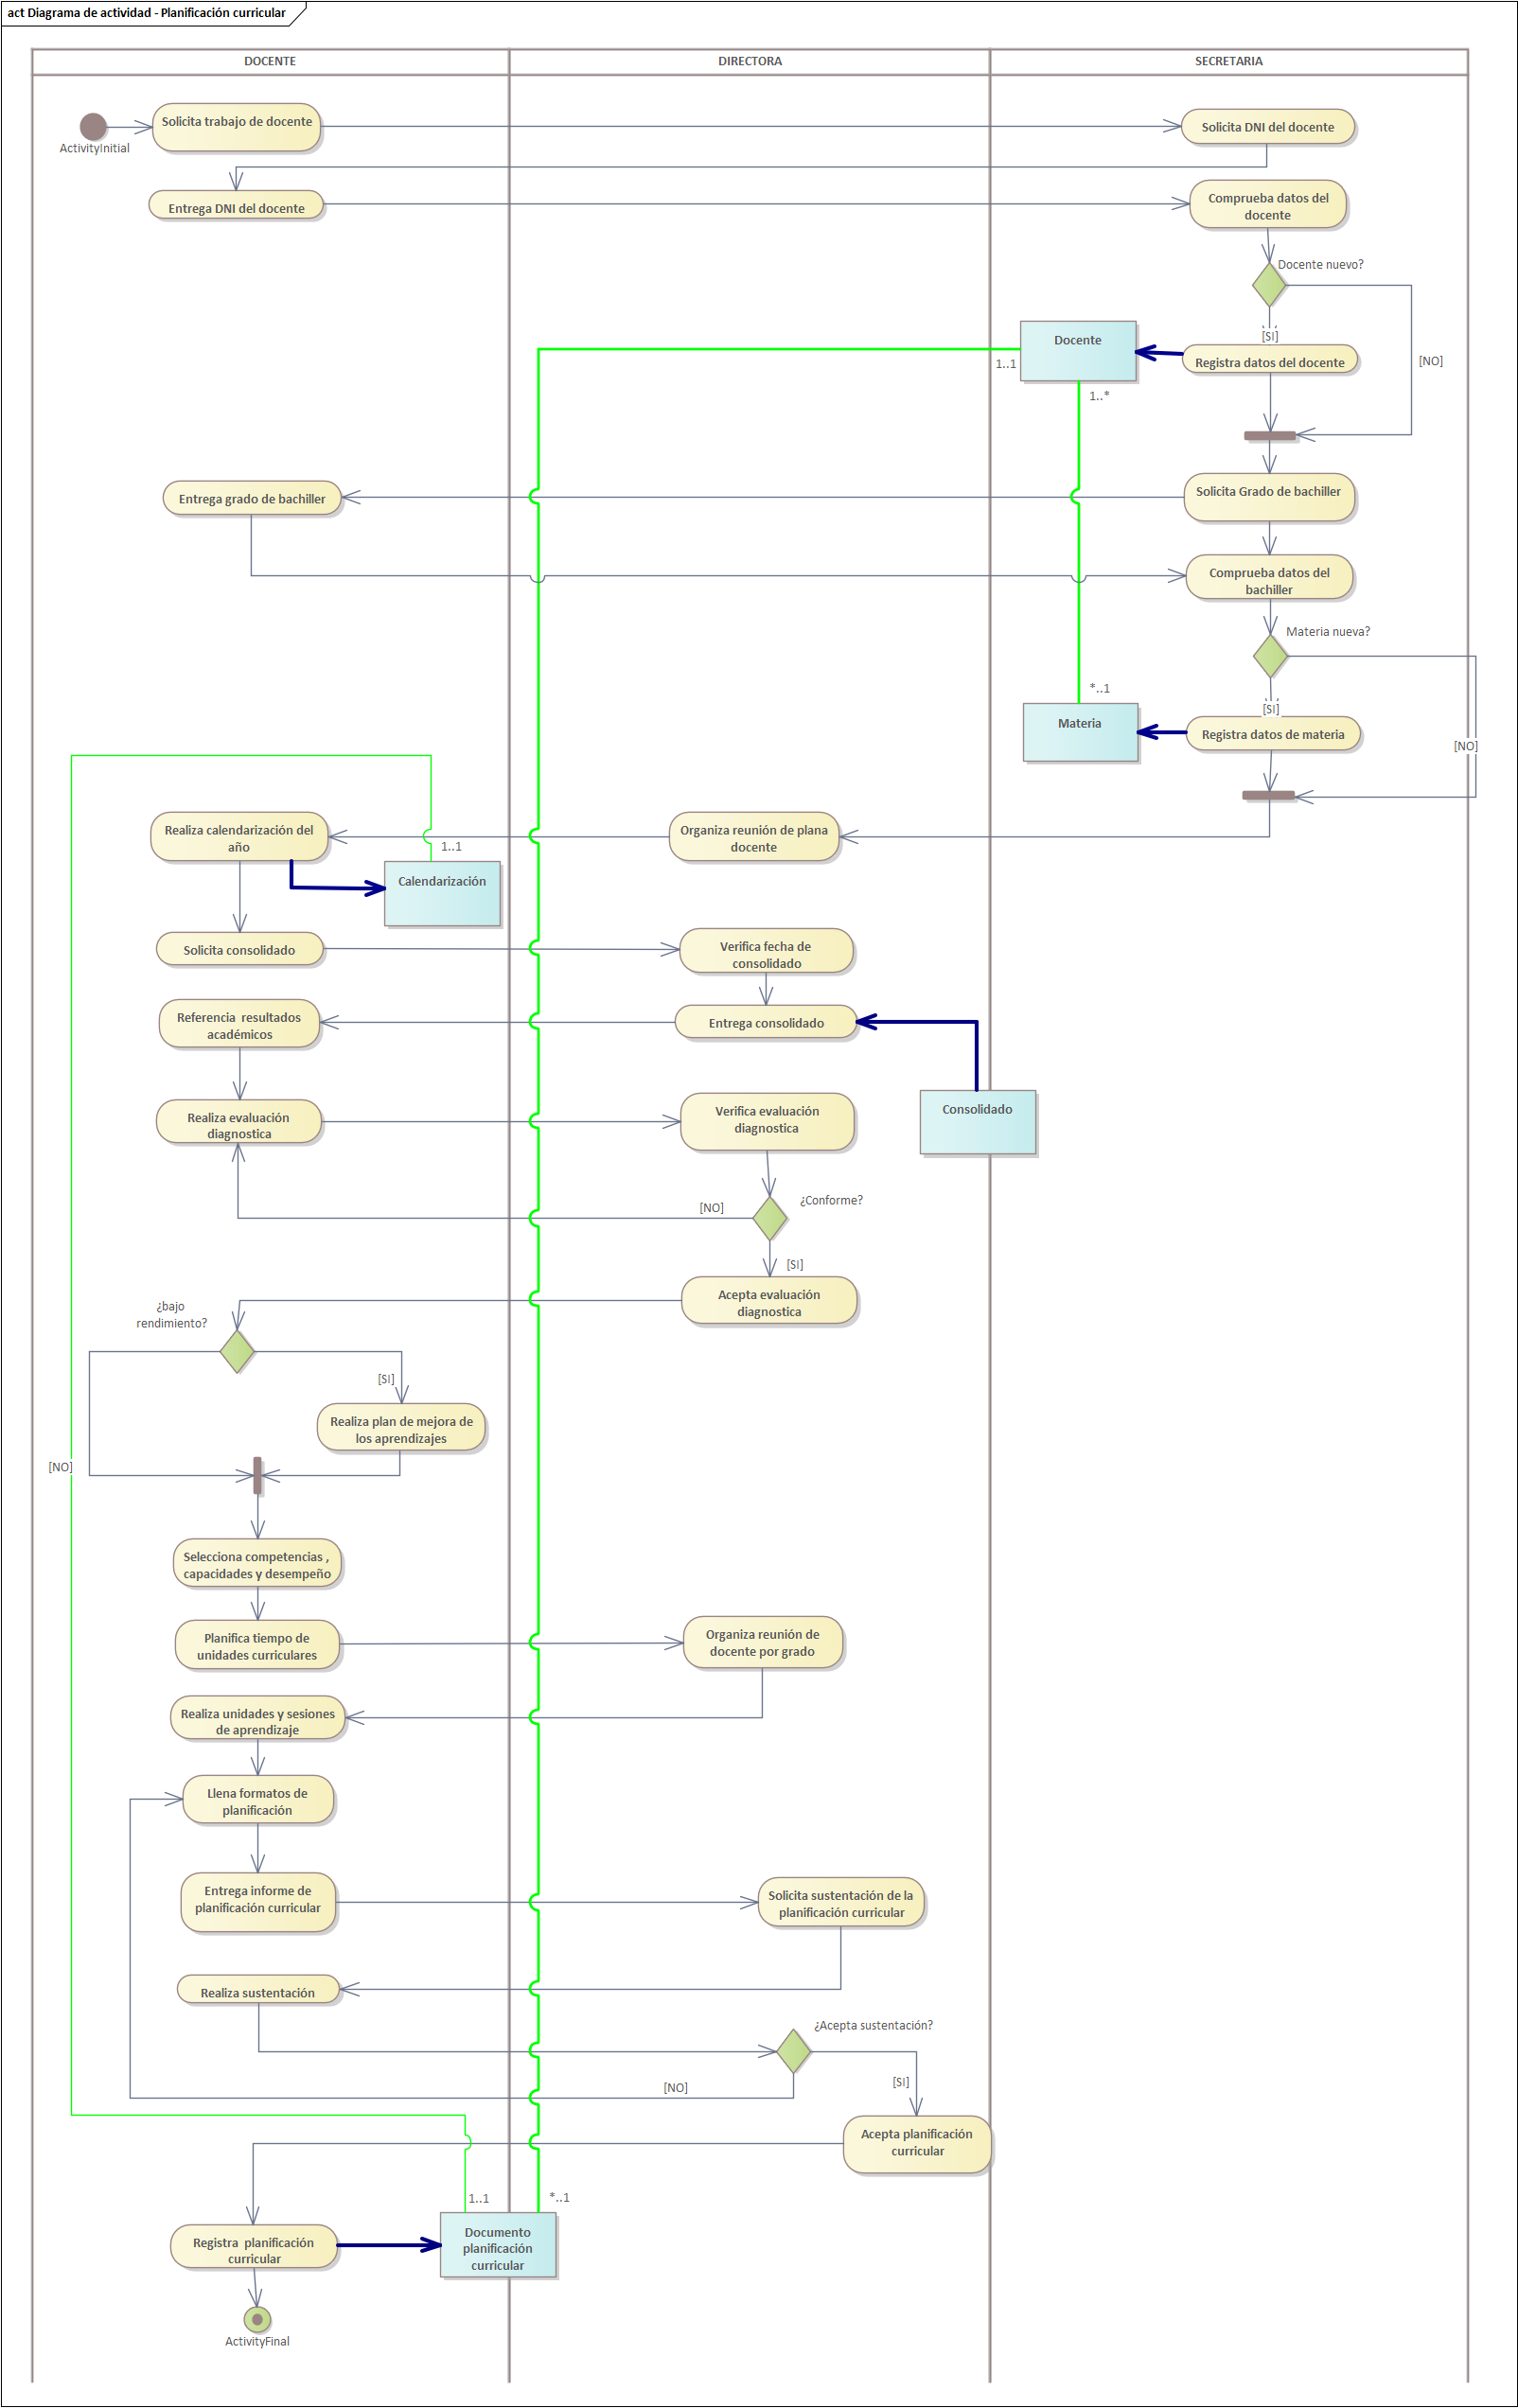 act Diagrama de actividad - Planificación curricular
DOCENTE
DIRECTORA
SECRETARIA
Solicita trabajo de docente
Solicita DNI del docente
ActivityInitial
Entrega DNI del docente
Comprueba datos del
docente
Docente nuevo?
[SI]
Docente
1..1
Registra datos del docente
[NO]
1..*
Entrega grado de bachiller
Solicita Grado de bachiller
Comprueba datos del
bachiller
Materia nueva?
*..1
[SI]
Materia
Registra datos de materia
[NO]
Realiza calendarización del
año
1..1
Organiza reunión de plana
docente
Calendarización
Solicita consolidado
Verifica fecha de
consolidado
Referencia  resultados
académicos
Entrega consolidado
Consolidado
Realiza evaluación
diagnostica
Verifica evaluación
diagnostica
¿Conforme?
[NO]
[SI]
Acepta evaluación
diagnostica
¿bajo
rendimiento?
[SI]
Realiza plan de mejora de
los aprendizajes
[NO]
Selecciona competencias ,
capacidades y desempeño
Planifica tiempo de
unidades curriculares
Organiza reunión de
docente por grado
Realiza unidades y sesiones
de aprendizaje
Llena formatos de
planificación
Entrega informe de
planificación curricular
Solicita sustentación de la
planificación curricular
Realiza sustentación
¿Acepta sustentación?
[NO]
[SI]
Acepta planificación
curricular
1..1
*..1
Registra  planificación
curricular
Documento
planificación
curricular
ActivityFinal